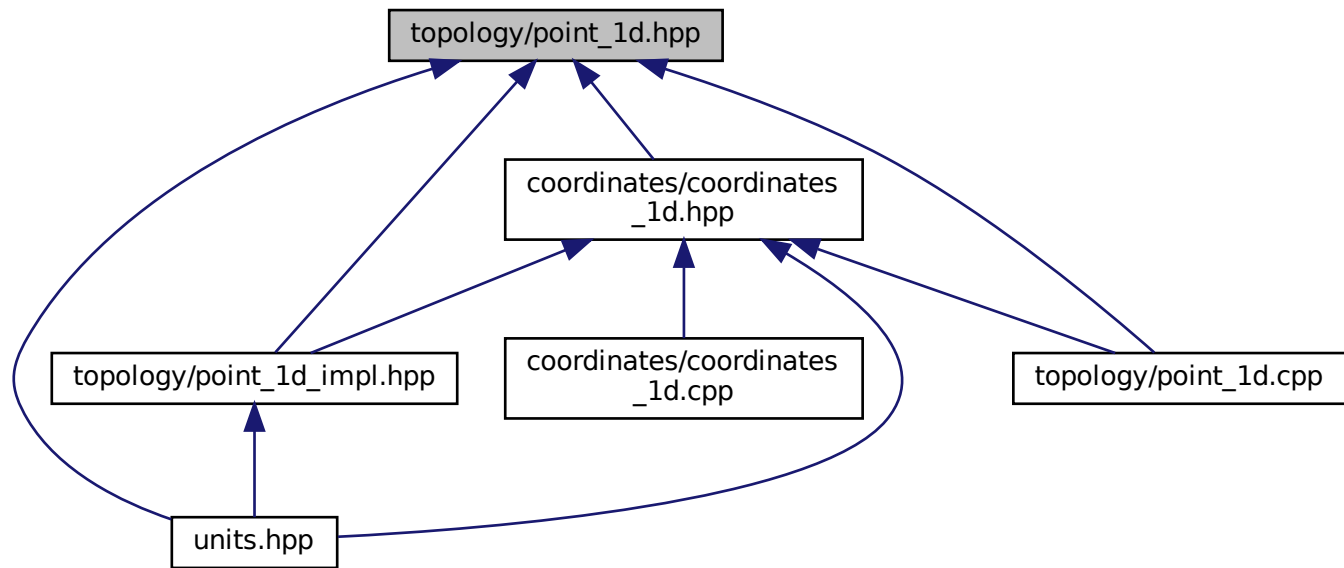 topology/point_1d.hpp
coordinates/coordinates
_1d.hpp
topology/point_1d_impl.hpp
coordinates/coordinates
_1d.cpp
topology/point_1d.cpp
units.hpp